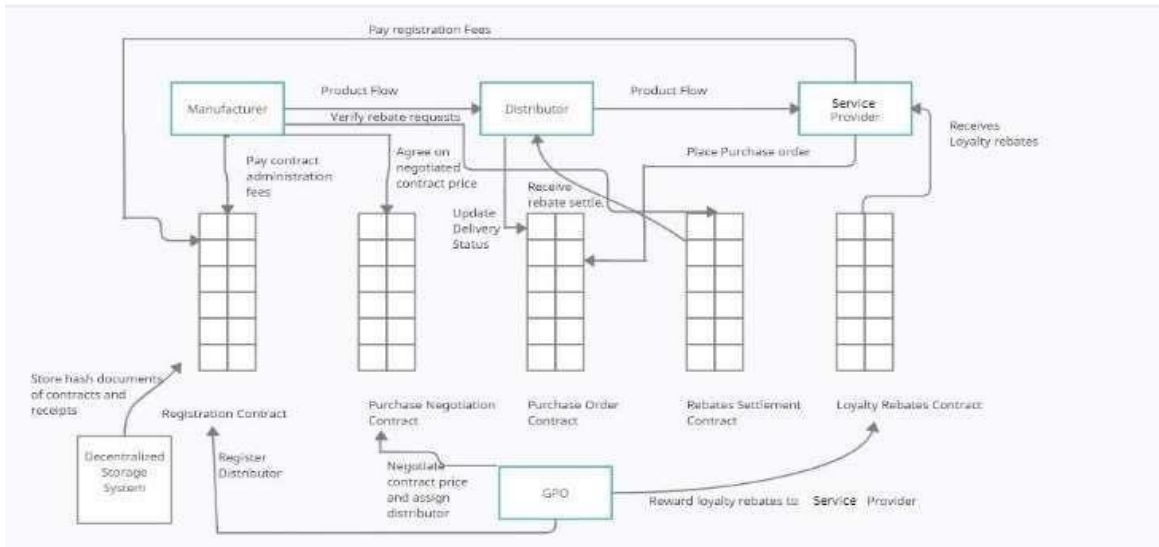 Pay registration Fees
Manufacturer
Product Flow
Distributor
Product Flow
Service
Provider
Verify rebate requests
Receives
Loyalty rebates
Pay contract
administration
fees
Agree on
negotiated
contract price
Place Purchase order
Receive
rebate settle.
Update
Delivery
Status
Store hash documents
of contracts and
receipts
Registration Contract
Purchase Negotiation
Contract
Purchase Order
Contract
Rebates Settlement
Contract
Loyalty Rebates Contract
Decentralized
Storage
System
Register
Distributor
Negotiate
contract price
and assign
distributor
GPO
Reward loyalty rebates to Service Provider